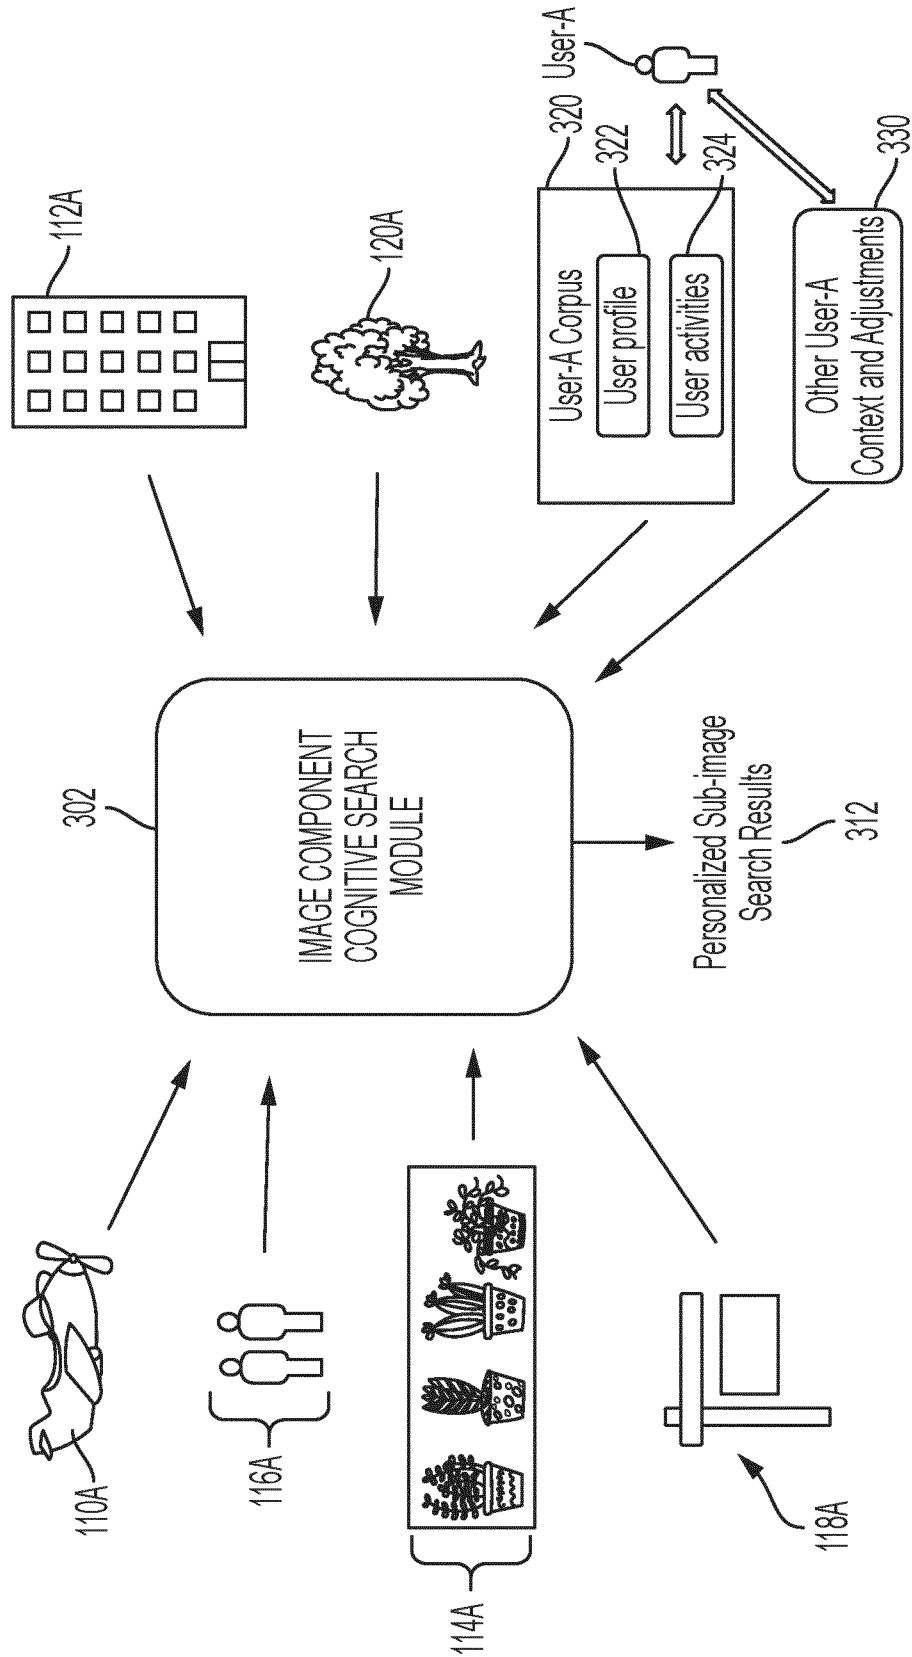 110A
116A
114A
118A
302
IMAGE COMPONENT
COGNITIVE SEARCH
MODULE
Personalized Sub-image
Search Results
312
112A
120A
User-A Corpus
User profile
User activities
320
322
324
User-A
Other User-A
Context and Adjustments
330